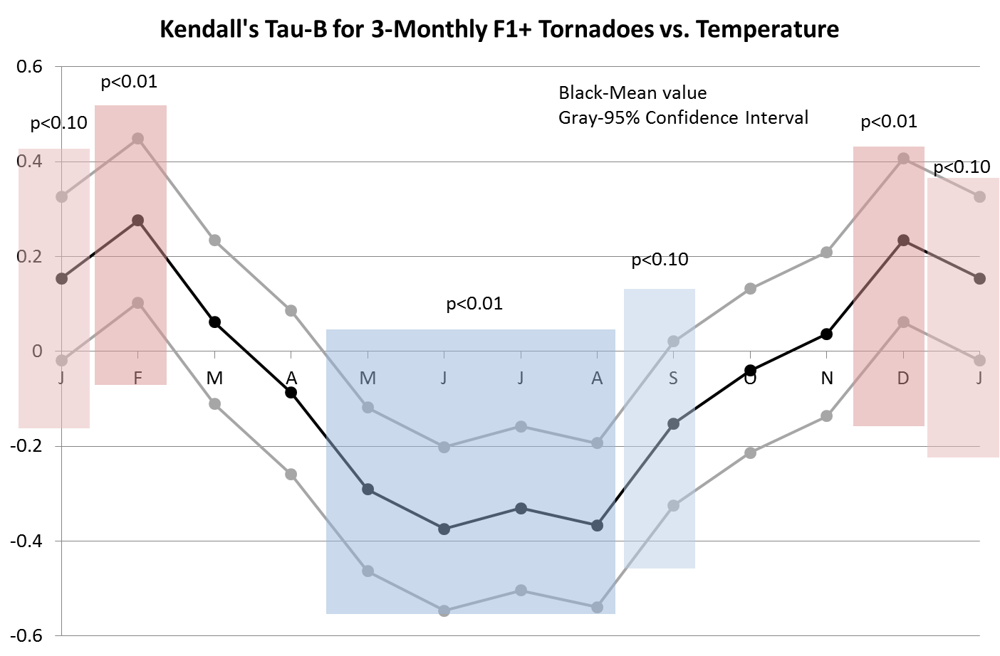 Kendall's Tau-B for 3-Monthly F1+ Tornadoes vs. Temperature
0.6
p<0.01
Black-Mean value
Gray-95% Confidence Interval
p<0.10
p<0.01
0.4
p<0.10
0.2
p<0.10
p<0.01
0
J F M A M J J A S O N D J
-0.2
-0.4
-0.6